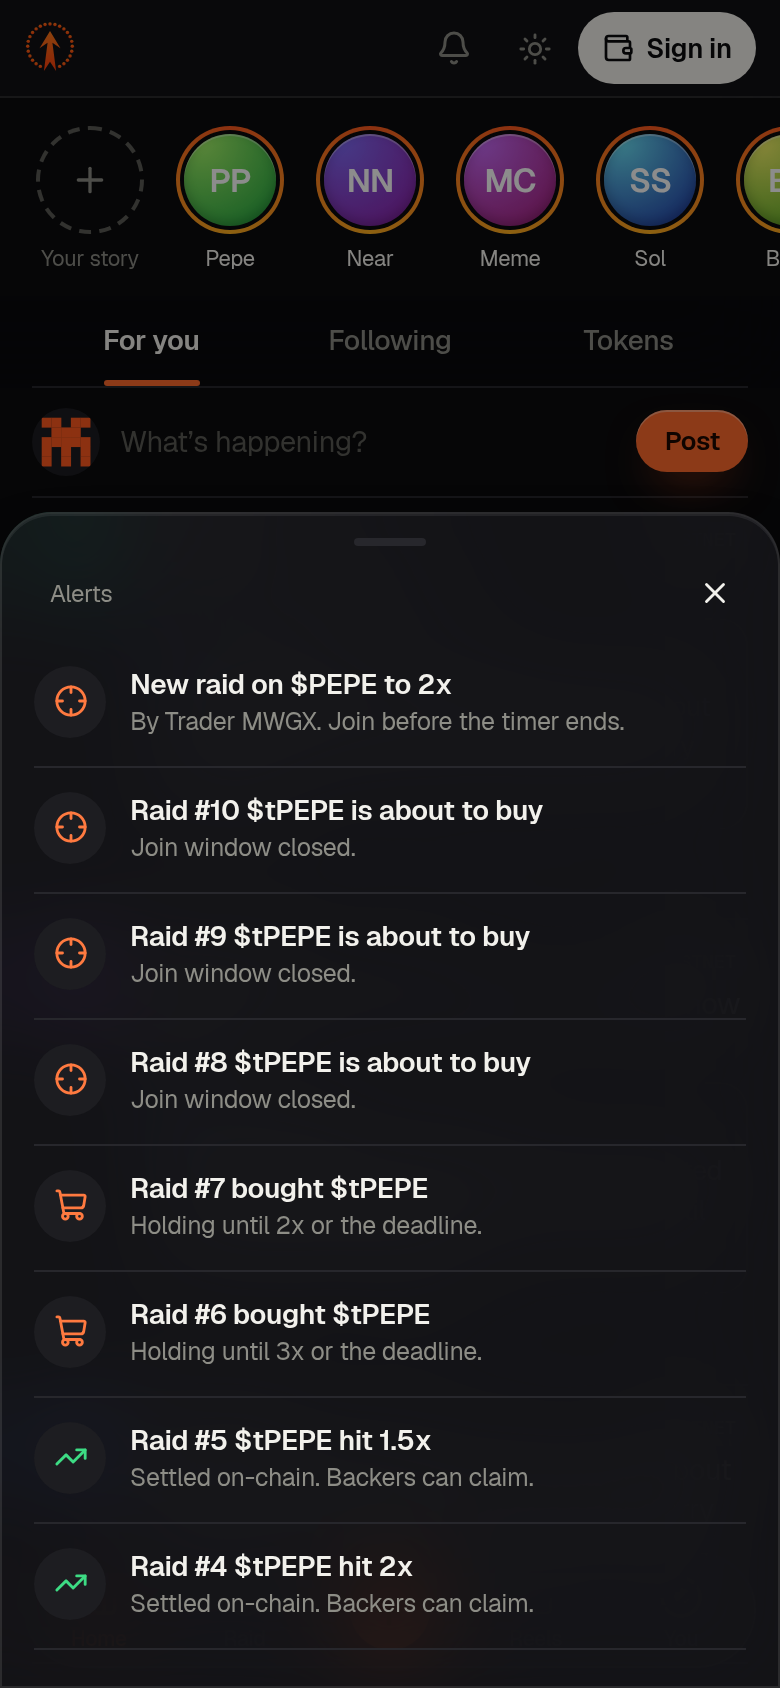 Sign in
PP
NN
MC
SS
Your story
Pepe
Near
Meme
Sol
For you
Following
Tokens
What's happening?
Post
Alerts
New raid on $PEPE to 2x
By Trader MWGX. Join before the timer ends.
Raid #10 $tPEPE is about to buy
Join window closed.
Raid #9 $tPEPE is about to buy
Join window closed.
Raid #8 $tPEPE is about to buy
Join window closed.
Raid #7 bought $tPEPE
Holding until 2x or the deadline.
Raid #6 bought $tPEPE
Holding until 3x or the deadline.
Raid #5 $tPEPE hit 1.5x
Settled on-chain. Backers can claim.
Raid #4 $tPEPE hit 2x
Settled on-chain. Backers can claim.